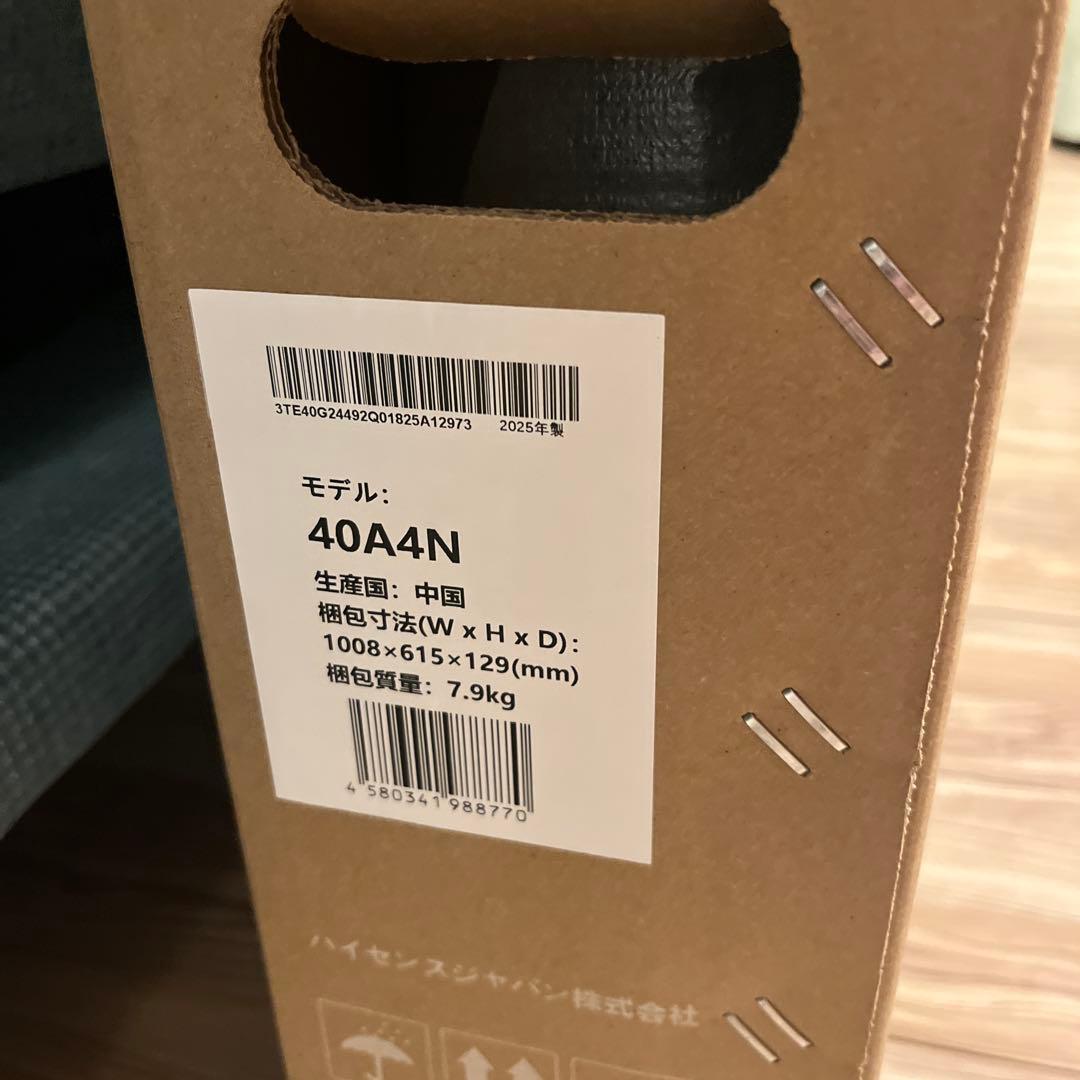 3TE40G24492Q01825A12973 2025年製
モデル：
40A4N
生産国：中国
梱包寸法(W x H x D)：
1008×615×129(mm)
梱包質量：7.9kg
4 580341 988770
ハイセンスジャパン株式会社